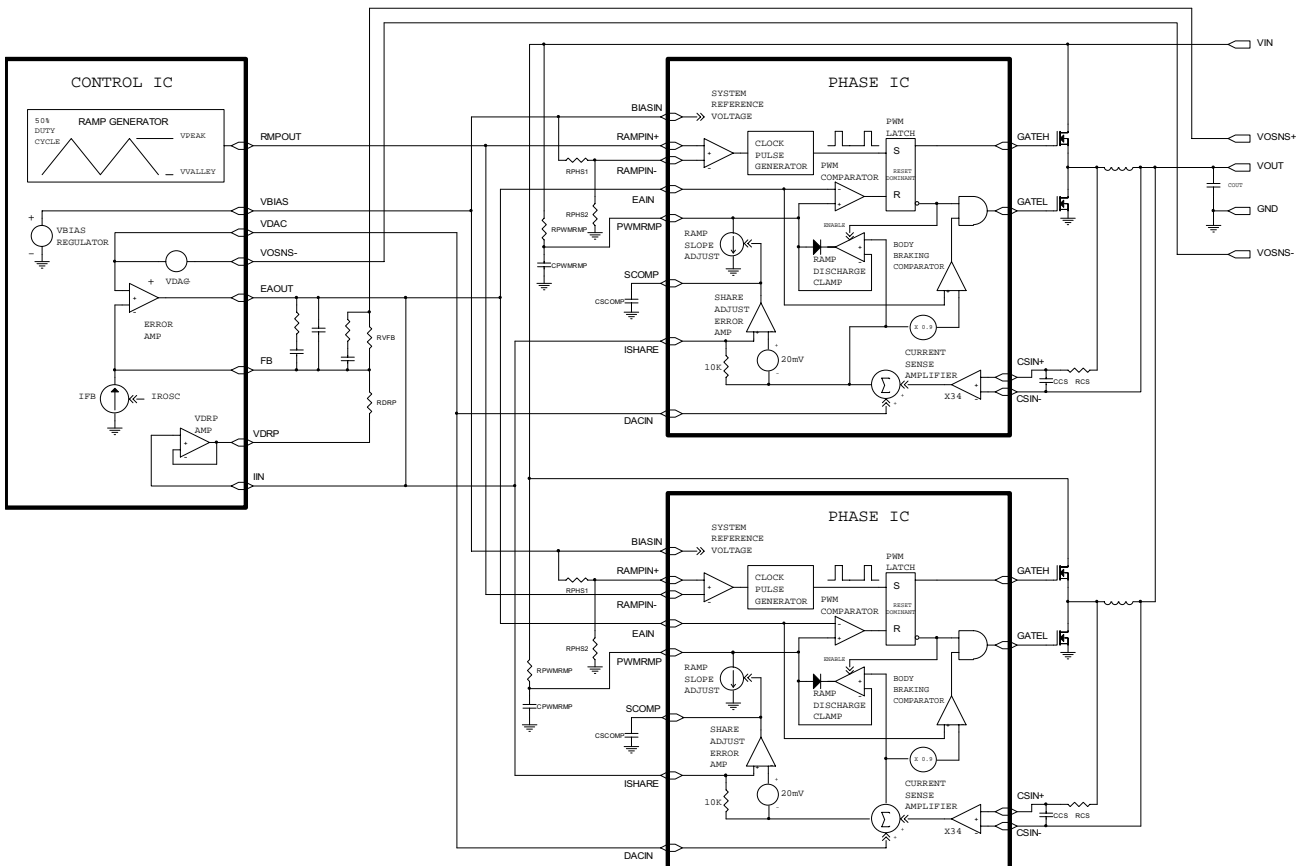 CONTROL IC
50%
DUTY
CYCLE
RAMP GENERATOR
VPEAK
VVALLEY
RMPOUT
VBIAS
VDAC
VOSNS-
+
-
VBIAS
REGULATOR
VDAC
+
-
ERROR
AMP
EAOUT
FB
IFB
IROSC
VDRP
AMP
+
-
VDRP
IIN
RVFB
RDRP
VIN
VOSNS+
VOUT
COUT
GND
VOSNS-
PHASE IC
SYSTEM
REFERENCE
VOLTAGE
BIASIN
RAMPIN+
RAMPIN-
EAIN
PWMRMP
SCOMP
ISHARE
DACIN
RPHS1
RPHS2
RPWMRMP
CPWMRMP
CSCOMP
+
-
CLOCK
PULSE
GENERATOR
PWM
LATCH
S
RESET
DOMINANT
R
PWM
COMPARATOR
-
+
ENABLE
RAMP
SLOPE
ADJUST
RAMP
DISCHARGE
CLAMP
BODY
BRAKING
COMPARATOR
SHARE
ADJUST
ERROR
AMP
X 0.9
20mV
10K
CURRENT
SENSE
AMPLIFIER
X34
Σ
GATEH
GATEL
CSIN+
CSIN-
CCS
RCS
PHASE IC
SYSTEM
REFERENCE
VOLTAGE
BIASIN
RAMPIN+
RAMPIN-
EAIN
PWMRMP
SCOMP
ISHARE
DACIN
RPHS1
RPHS2
RPWMRMP
CPWMRMP
CSCOMP
+
-
CLOCK
PULSE
GENERATOR
PWM
LATCH
S
RESET
DOMINANT
R
PWM
COMPARATOR
-
+
ENABLE
RAMP
SLOPE
ADJUST
RAMP
DISCHARGE
CLAMP
BODY
BRAKING
COMPARATOR
SHARE
ADJUST
ERROR
AMP
X 0.9
20mV
10K
CURRENT
SENSE
AMPLIFIER
X34
Σ
GATEH
GATEL
CSIN+
CSIN-
CCS
RCS